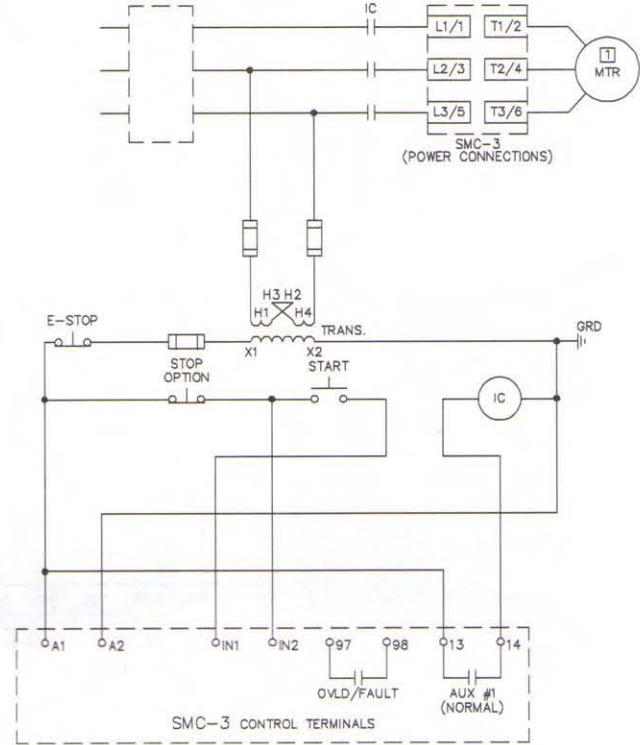 IC
L1/1 T1/2
1
MTR
L2/3 T2/4
L3/5 T3/6
SMC-3
(POWER CONNECTIONS)
H3 H2
H1 H4
E-STOP
TRANS.
GRD
X1 X2
STOP
OPTION
START
IC
A1 A2 IN1 IN2 97 98 13 14
OVLD/FAULT
AUX #1
(NORMAL)
SMC-3 CONTROL TERMINALS